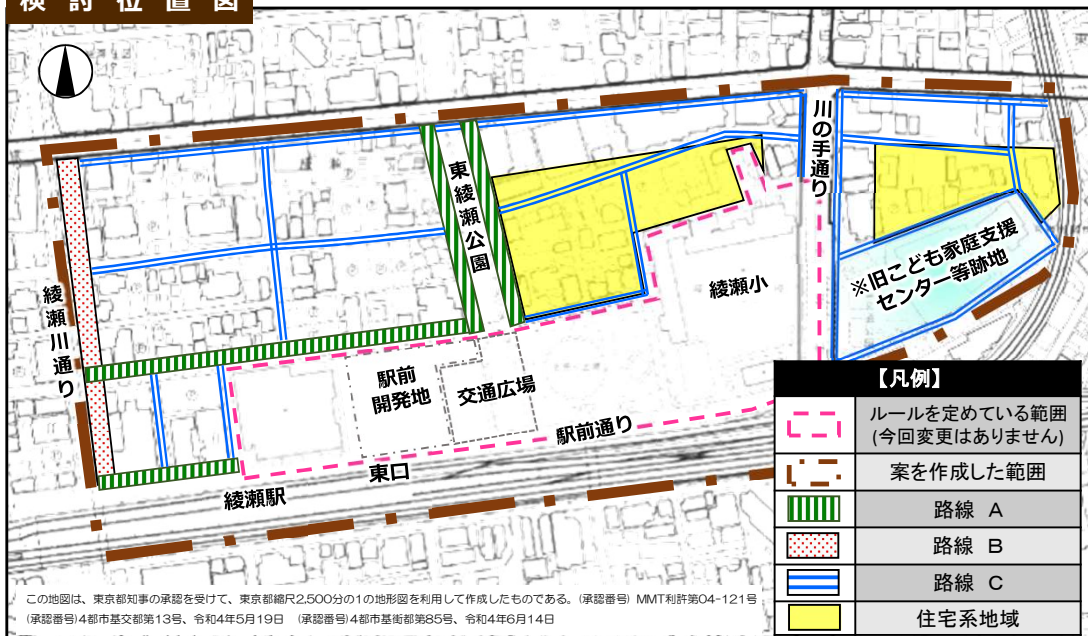 検討位置図
川の手通り
東綾瀬公園
※旧こども家庭支援
センター等跡地
綾瀬小
綾瀬川通り
駅前
開発地
交通広場
駅前通り
東口
綾瀬駅
【凡例】
ルールを定めている範囲
(今回変更はありません)
案を作成した範囲
路線 A
路線 B
路線 C
住宅系地域
この地図は、東京都知事の承認を受けて、東京都縮尺2,500分の1の地形図を利用して作成したものである。(承認番号) MMT利許第04-121号
(承認番号)4都市基交都第13号、令和4年5月19日 (承認番号)4都市基街都第85号、令和4年6月14日